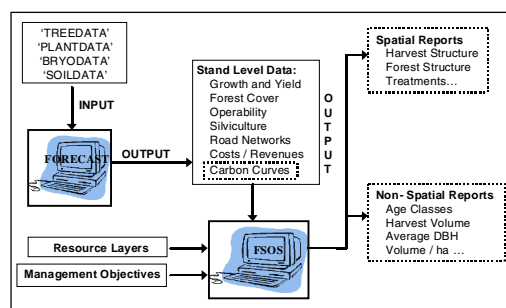 'TREEDATA'
'PLANTDATA'
'BRYODATA'
'SOILDATA'
INPUT
FORECAST
OUTPUT
Stand Level Data:
Growth and Yield
Forest Cover
Operability
Silviculture
Road Networks
Costs / Revenues
Carbon Curves
OUTPUT
Spatial Reports
Harvest Structure
Forest Structure
Treatments...
Non- Spatial Reports
Age Classes
Harvest Volume
Average DBH
Volume / ha ...
Resource Layers
Management Objectives
FSOS